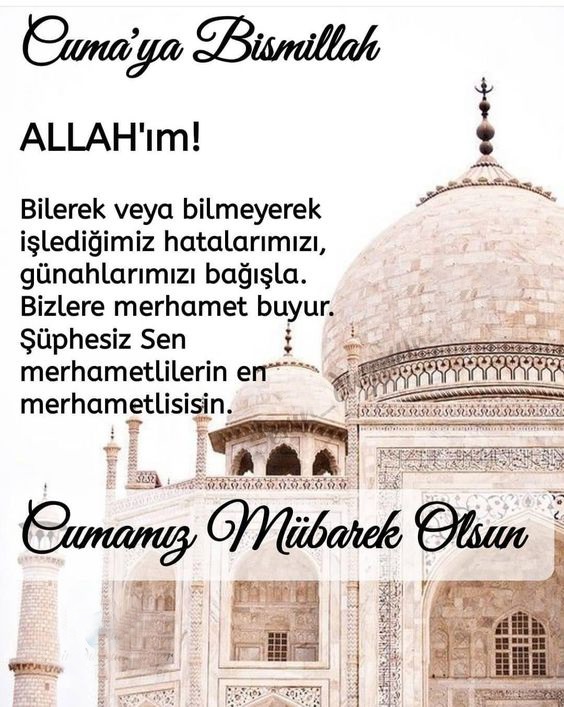 Cuma'ya Bismillah
ALLAH'ım!
Bilerek veya bilmeyerek
işlediğimiz hatalarımızı,
günahlarımızı bağışla.
Bizlere merhamet buyur.
Şüphesiz Sen
merhametlilerin en
merhametlisisin.
Cumamız Mübarek Olsun